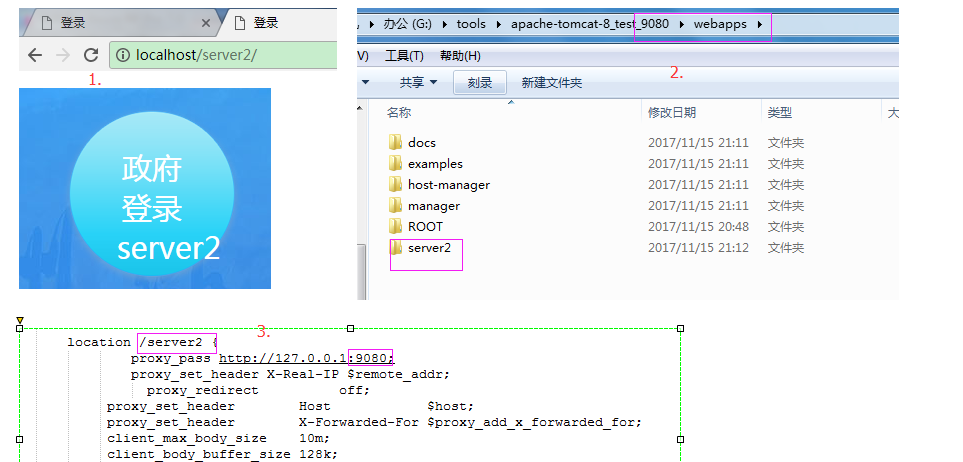 登录
登录
localhost/server2/
1.
政府
登录
server2
办公 (G:) tools apache-tomcat-8_test_9080 webapps
V) 工具(T) 帮助(H)
2.
共享 刻录 新建文件夹
名称 修改日期 类型 大
docs 2017/11/15 21:11 文件夹
examples 2017/11/15 21:11 文件夹
host-manager 2017/11/15 21:11 文件夹
manager 2017/11/15 21:11 文件夹
ROOT 2017/11/15 20:48 文件夹
server2 2017/11/15 21:12 文件夹
3.
location /server2 {
proxy_pass http://127.0.0.1:9080;
proxy_set_header X-Real-IP $remote_addr;
proxy_redirect off;
proxy_set_header Host $host;
proxy_set_header X-Forwarded-For $proxy_add_x_forwarded_for;
client_max_body_size 10m;
client_body_buffer_size 128k;